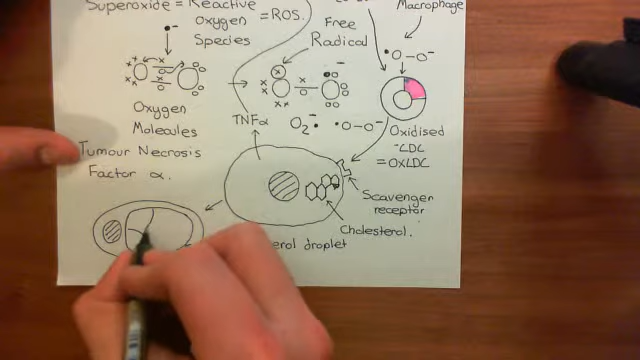 Superoxide = Reactive
Oxygen = ROS.
Species
Free
Radical
Macrophage
•O-O⁻
Oxygen
Molecules
TNFα
O₂⁻•
•O-O⁻
Oxidised
LDC
= OxLDC
Tumour Necrosis
Factor α.
Scavenger
receptor
Cholesterol.
erol droplet